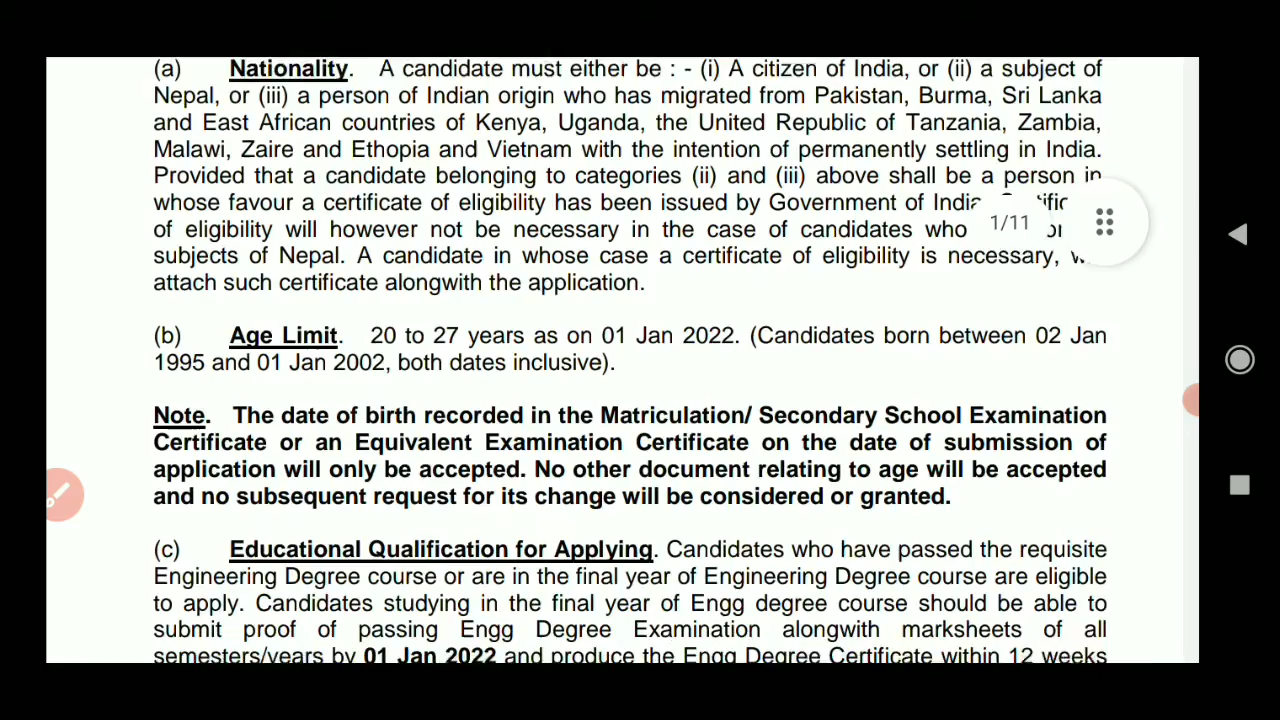 (a) Nationality. A candidate must either be : - (i) A citizen of India, or (ii) a subject of
Nepal, or (iii) a person of Indian origin who has migrated from Pakistan, Burma, Sri Lanka
and East African countries of Kenya, Uganda, the United Republic of Tanzania, Zambia,
Malawi, Zaire and Ethopia and Vietnam with the intention of permanently settling in India.
Provided that a candidate belonging to categories (ii) and (iii) above shall be a person in
whose favour a certificate of eligibility has been issued by Government of India
1/11
of eligibility will however not be necessary in the case of candidates who
subjects of Nepal. A candidate in whose case a certificate of eligibility is necessary,
attach such certificate alongwith the application.
(b) Age Limit. 20 to 27 years as on 01 Jan 2022. (Candidates born between 02 Jan
1995 and 01 Jan 2002, both dates inclusive).
Note. The date of birth recorded in the Matriculation/ Secondary School Examination
Certificate or an Equivalent Examination Certificate on the date of submission of
application will only be accepted. No other document relating to age will be accepted
and no subsequent request for its change will be considered or granted.
(c) Educational Qualification for Applying. Candidates who have passed the requisite
Engineering Degree course or are in the final year of Engineering Degree course are eligible
to apply. Candidates studying in the final year of Engg degree course should be able to
submit proof of passing Engg Degree Examination alongwith marksheets of all
semesters/years by 01 Jan 2022 and produce the Engg Degree Certificate within 12 weeks